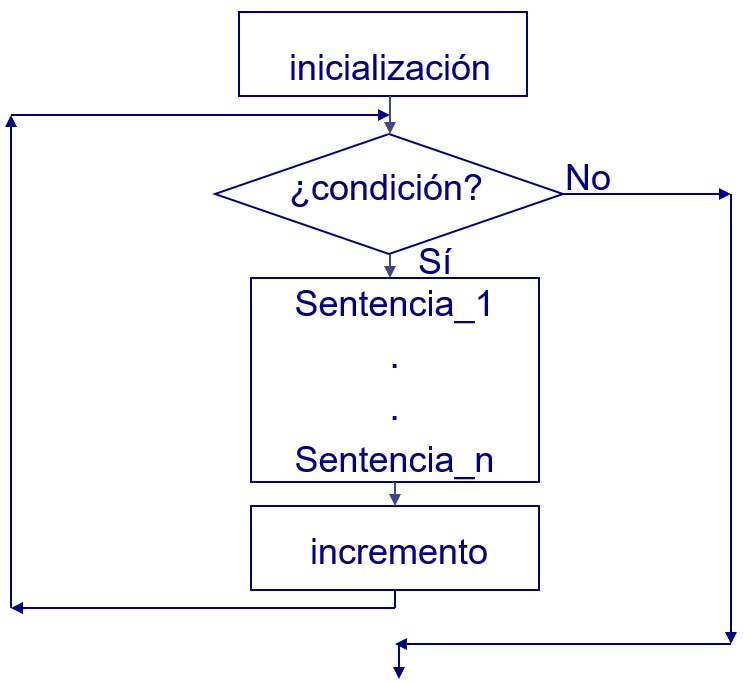 inicialización
¿condición?
No
Sí
Sentencia_1
.
.
Sentencia_n
incremento